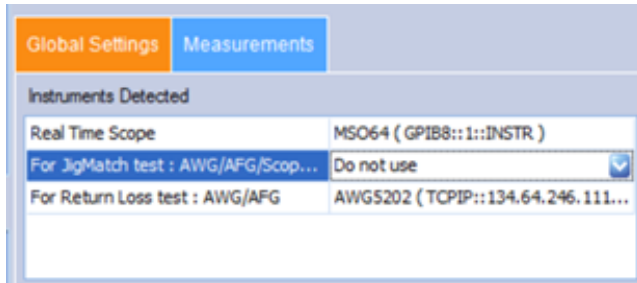 Global Settings Measurements
Instruments Detected
Real Time Scope MSO64 ( GPIB8::1::INSTR )
For JigMatch test : AWG/AFG/Scop... Do not use
For Return Loss test : AWG/AFG AWG5202 ( TCPIP::134.64.246.111...